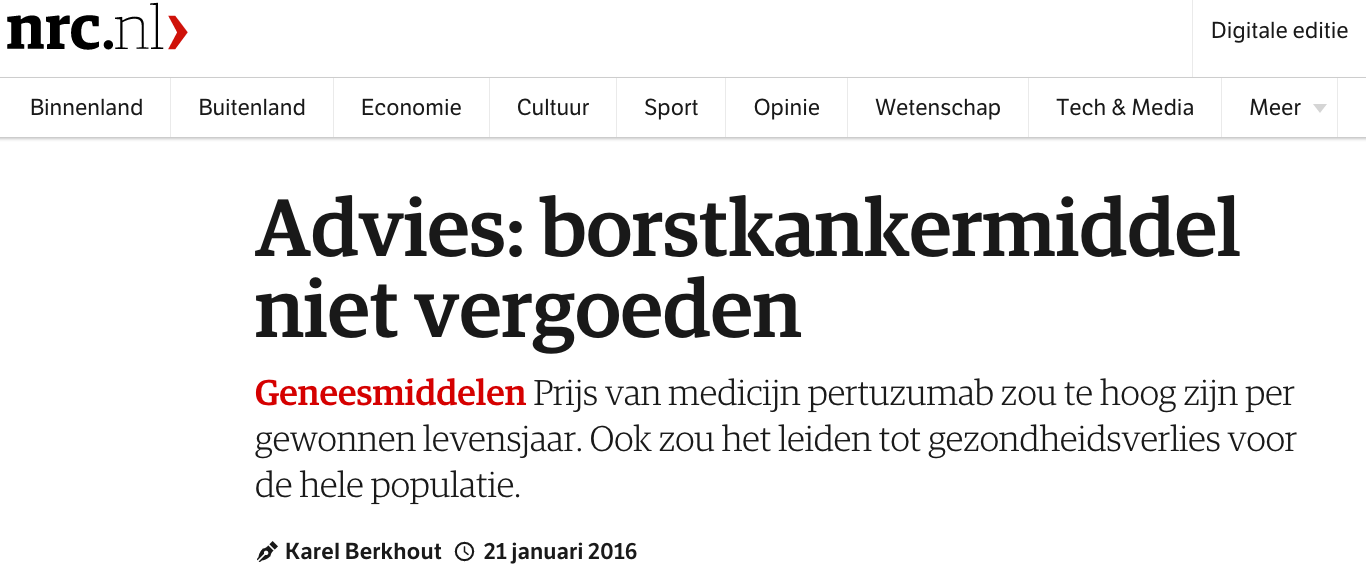 nrc.nl
Digitale editie
Binnenland Buitenland Economie Cultuur Sport Opinie Wetenschap Tech & Media Meer
Advies: borstkankermiddel
niet vergoeden
Geneesmiddelen Prijs van medicijn pertuzumab zou te hoog zijn per
gewonnen levensjaar. Ook zou het leiden tot gezondheidsverlies voor
de hele populatie.
Karel Berkhout 21 januari 2016